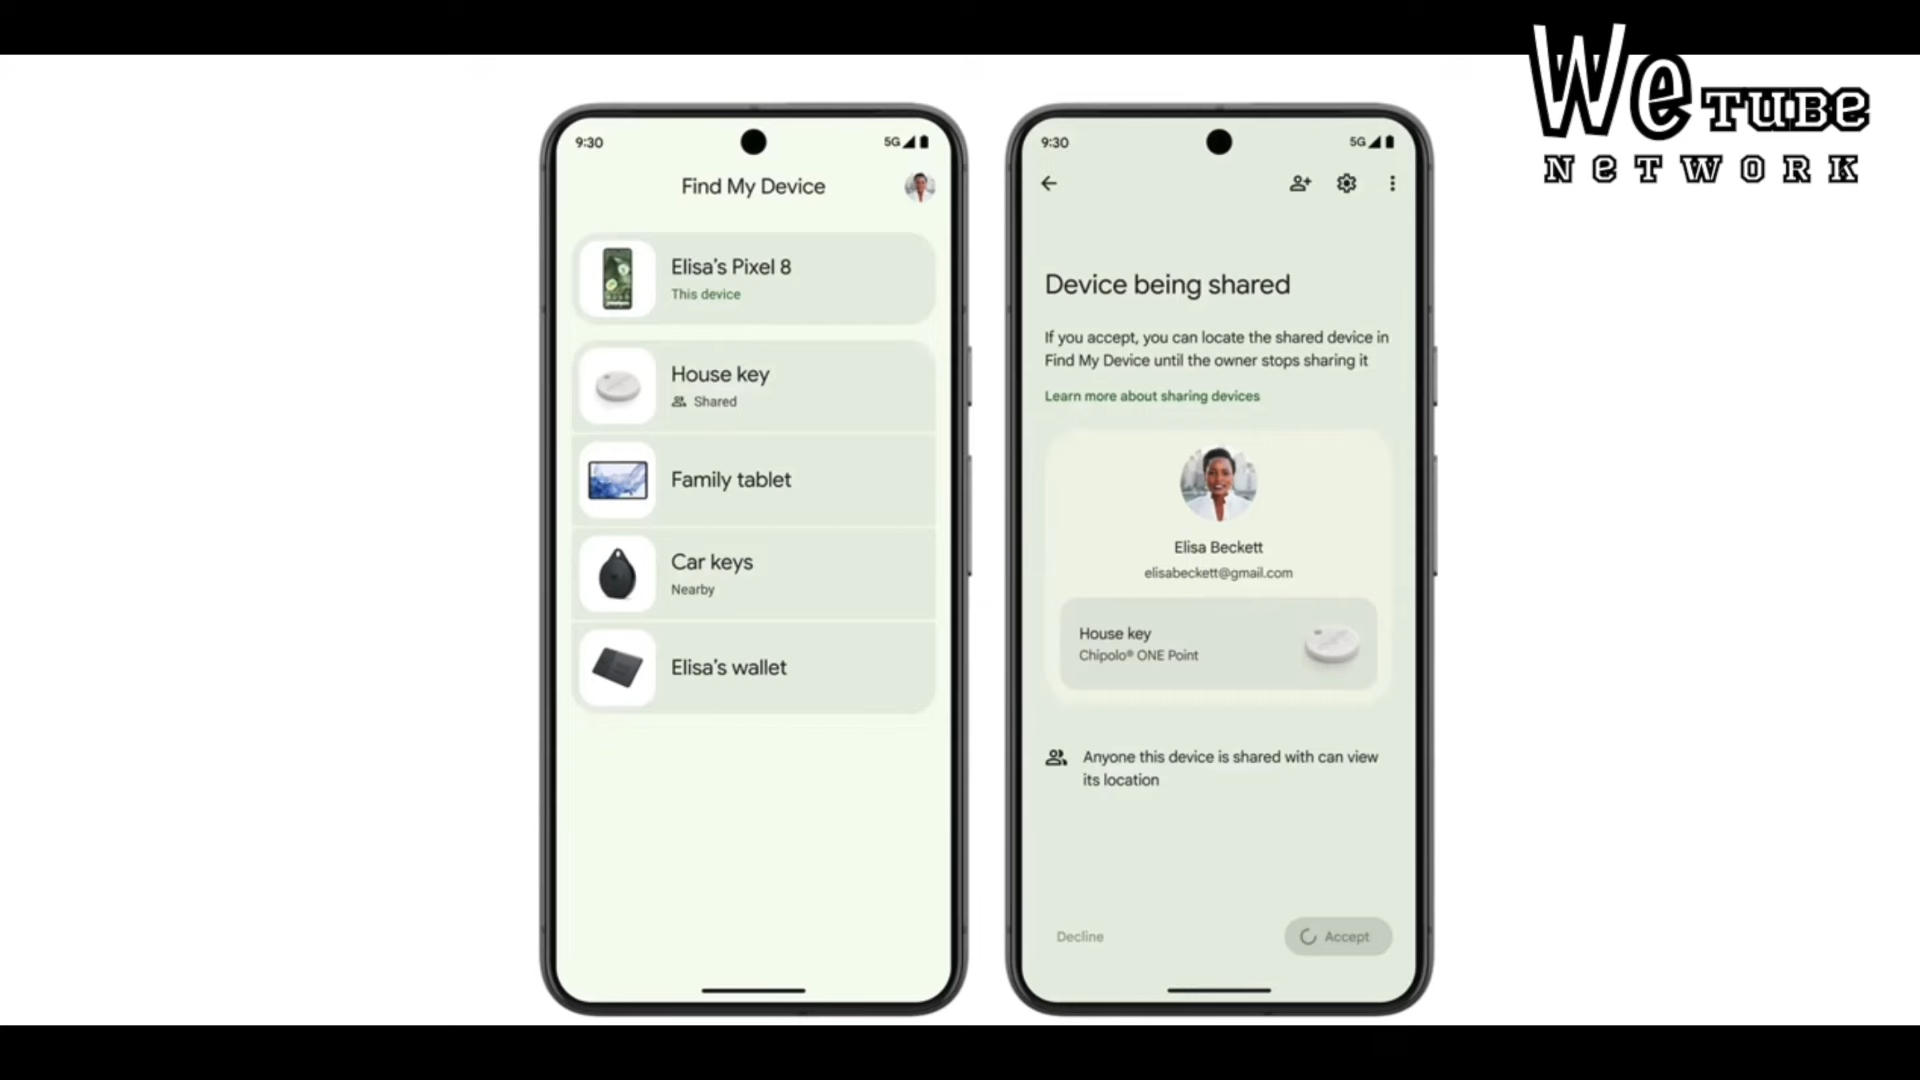 We TUBE
NETWORK
9:30
5G
Find My Device
Elisa's Pixel 8
This device
House key
Shared
Family tablet
Car keys
Nearby
Elisa's wallet
9:30
5G
Device being shared
If you accept, you can locate the shared device in
Find My Device until the owner stops sharing it
Learn more about sharing devices
Elisa Beckett
elisabeckett@gmail.com
House key
Chipolo® ONE Point
Anyone this device is shared with can view
its location
Decline
Accept